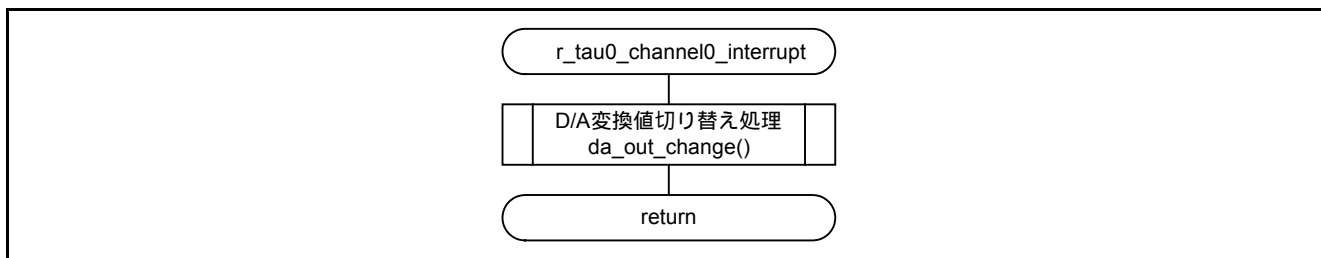 r_tau0_channel0_interrupt
D/A変換値切り替え処理
da_out_change()
return